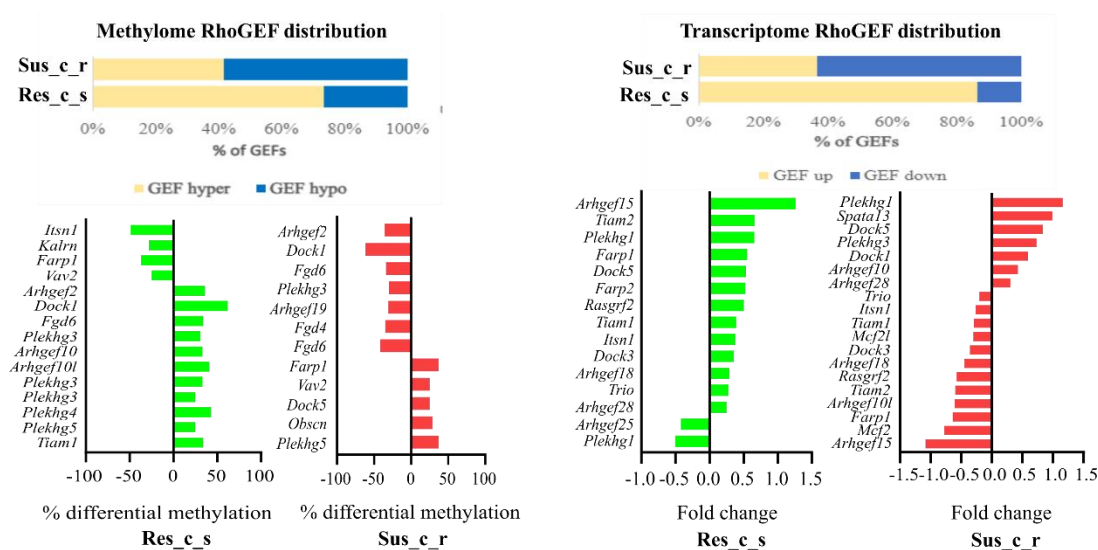 Methylome RhoGEF distribution
Sus_c_r
Res_c_s
0% 20% 40% 60% 80% 100%
% of GEFs
GEF hyper GEF hypo
Itsn1
Kalrn
Farp1
Vav2
Arhgef2
Dock1
Fgd6
Plekhg3
Arhgef10
Arhgef10l
Plekhg3
Plekhg3
Plekhg4
Plekhg5
Tiam1
-100 -50 0 50 100
% differential methylation
Res_c_s
Arhgef2
Dock1
Fgd6
Plekhg3
Arhgef19
Fgd4
Fgd6
Farp1
Vav2
Dock5
Obscn
Plekhg5
-100 -50 0 50 100
% differential methylation
Sus_c_r
Transcriptome RhoGEF distribution
Sus_c_r
Res_c_s
0% 20% 40% 60% 80% 100%
% of GEFs
GEF up GEF down
Arhgef15
Tiam2
Plekhg1
Farp1
Dock5
Farp2
Rasgrf2
Tiam1
Itsn1
Dock3
Arhgef18
Trio
Arhgef28
Arhgef25
Plekhg1
-1.0 -0.5 0.0 0.5 1.0 1.5
Fold change
Res_c_s
Plekhg1
Spata13
Dock5
Plekhg3
Dock1
Arhgef10
Arhgef28
Trio
Itsn1
Tiam1
Mcf2l
Dock3
Arhgef18
Rasgrf2
Tiam2
Arhgef10l
Farp1
Mcf2
Arhgef15
-1.5 -1.0 -0.5 0.0 0.5 1.0 1.5
Fold change
Sus_c_r